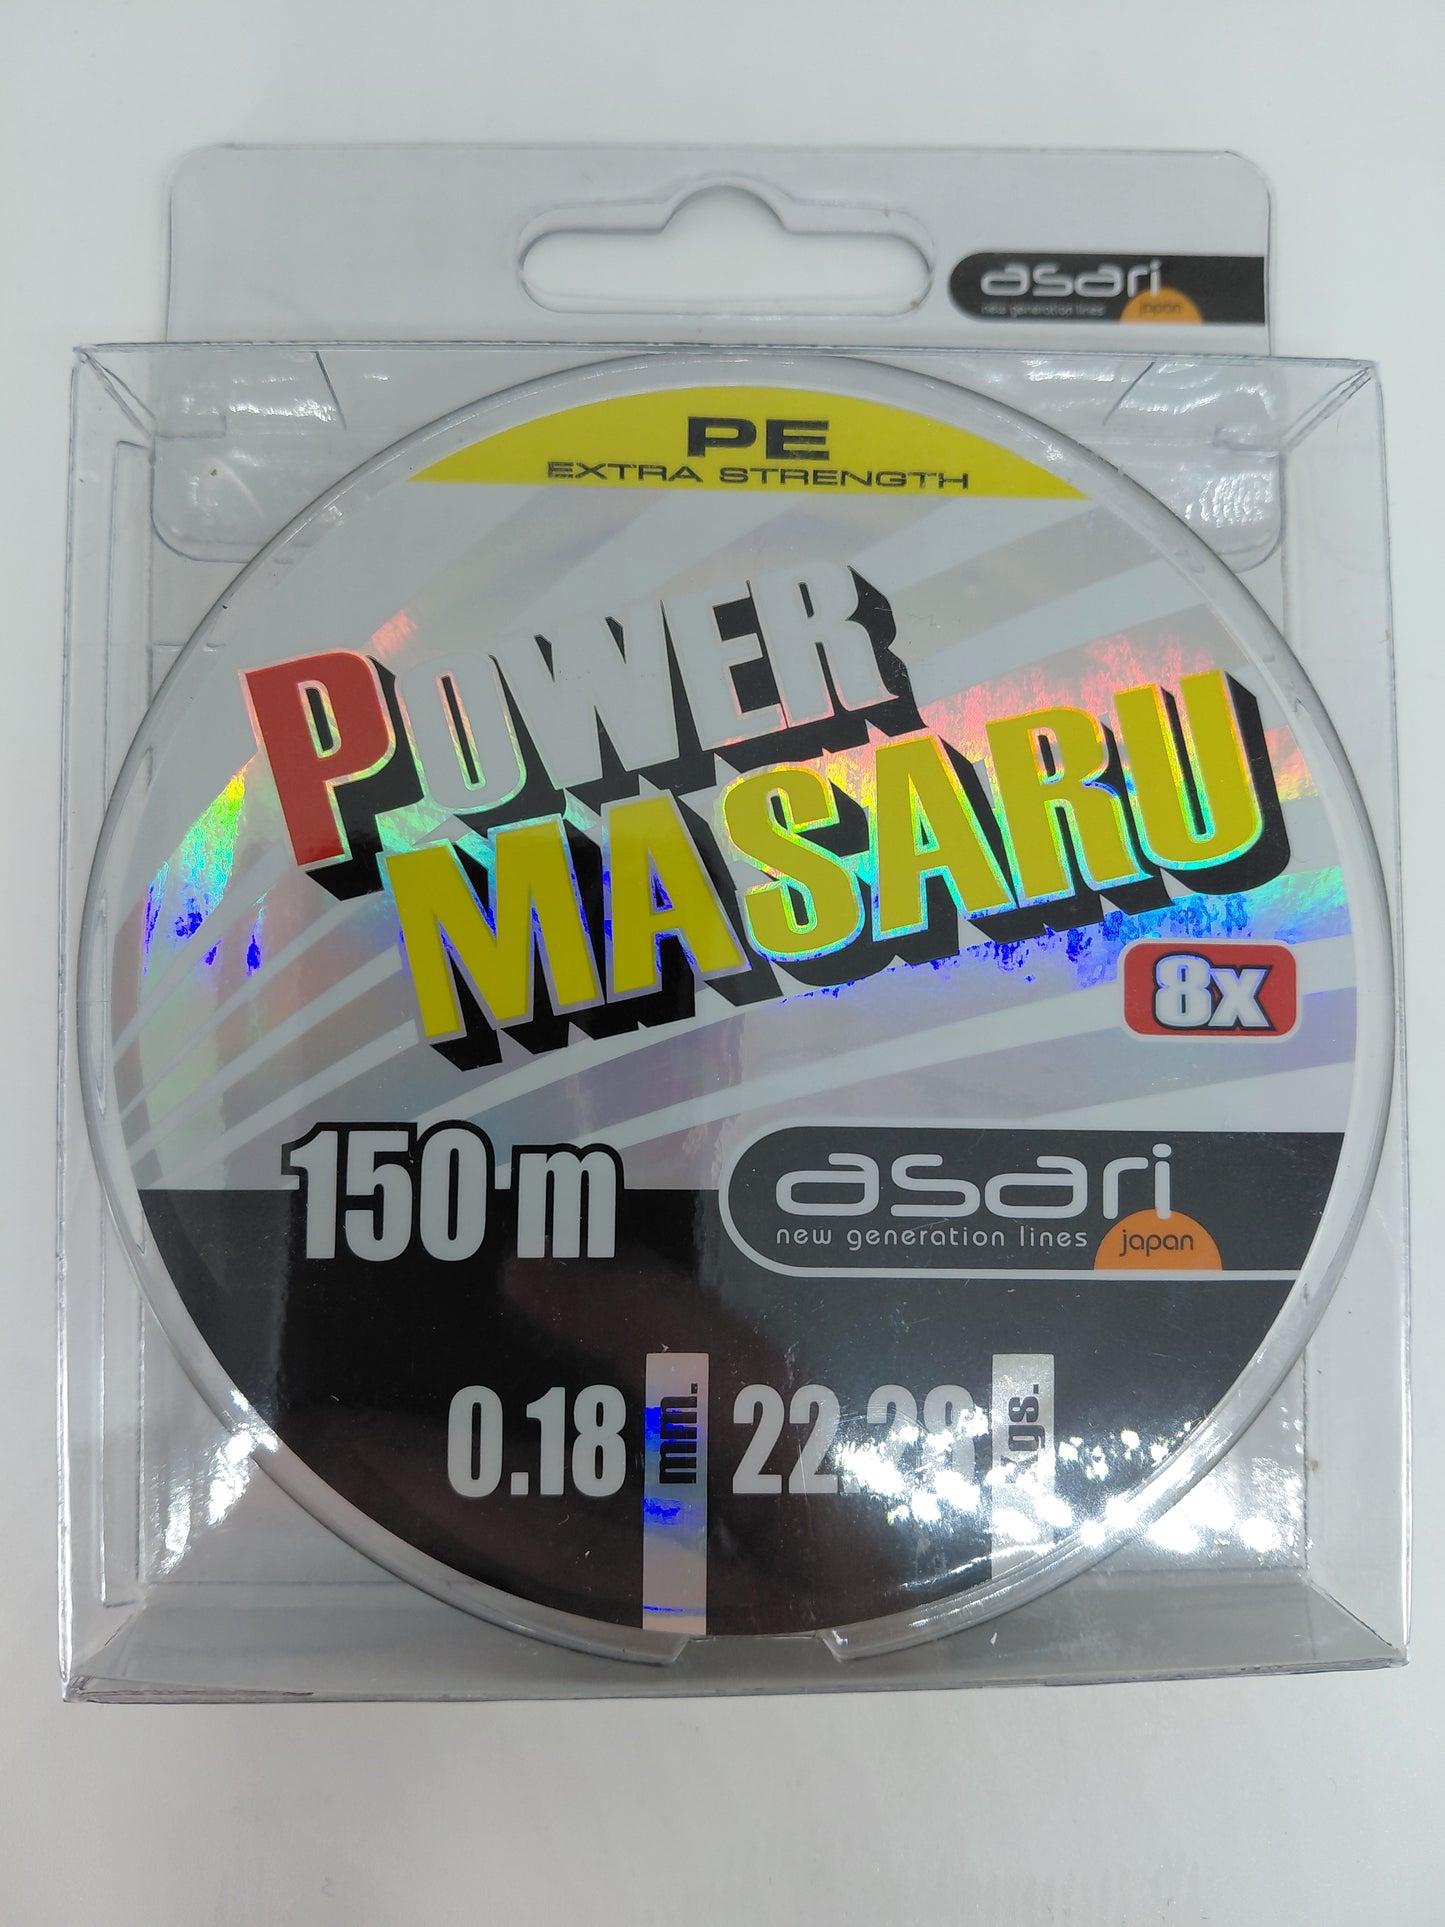 asari
new generation lines
japan
PE
EXTRA STRENGTH
POWER
MASARU
8x
150 m
asari
new generation lines
japan
0.18 mm.